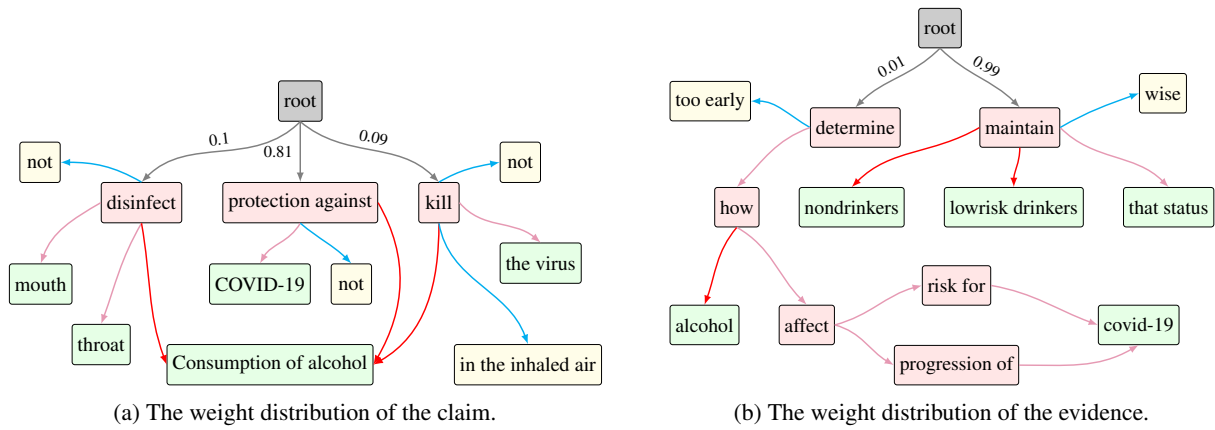 root
0.1
0.81
0.09
not
not
disinfect
protection against
kill
mouth
COVID-19
not
the virus
throat
Consumption of alcohol
in the inhaled air
(a) The weight distribution of the claim.
root
0.01
0.99
too early
wise
determine
maintain
how
nondrinkers
lowrisk drinkers
that status
risk for
alcohol
affect
covid-19
progression of
(b) The weight distribution of the evidence.